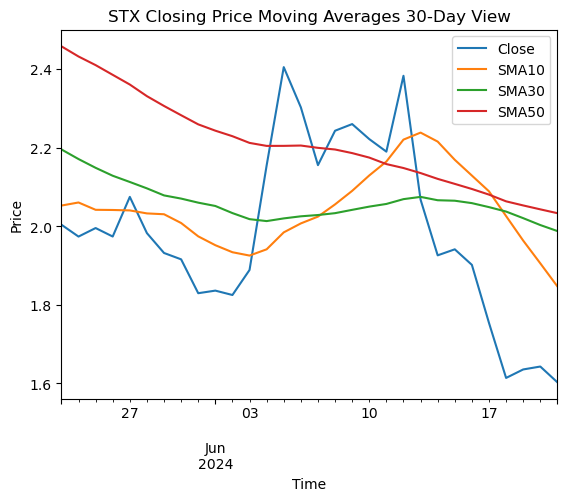 STX Closing Price Moving Averages 30-Day View
Close
SMA10
SMA30
SMA50
Price
2.4
2.2
2.0
1.8
1.6
27
03
10
17
Jun
2024
Time